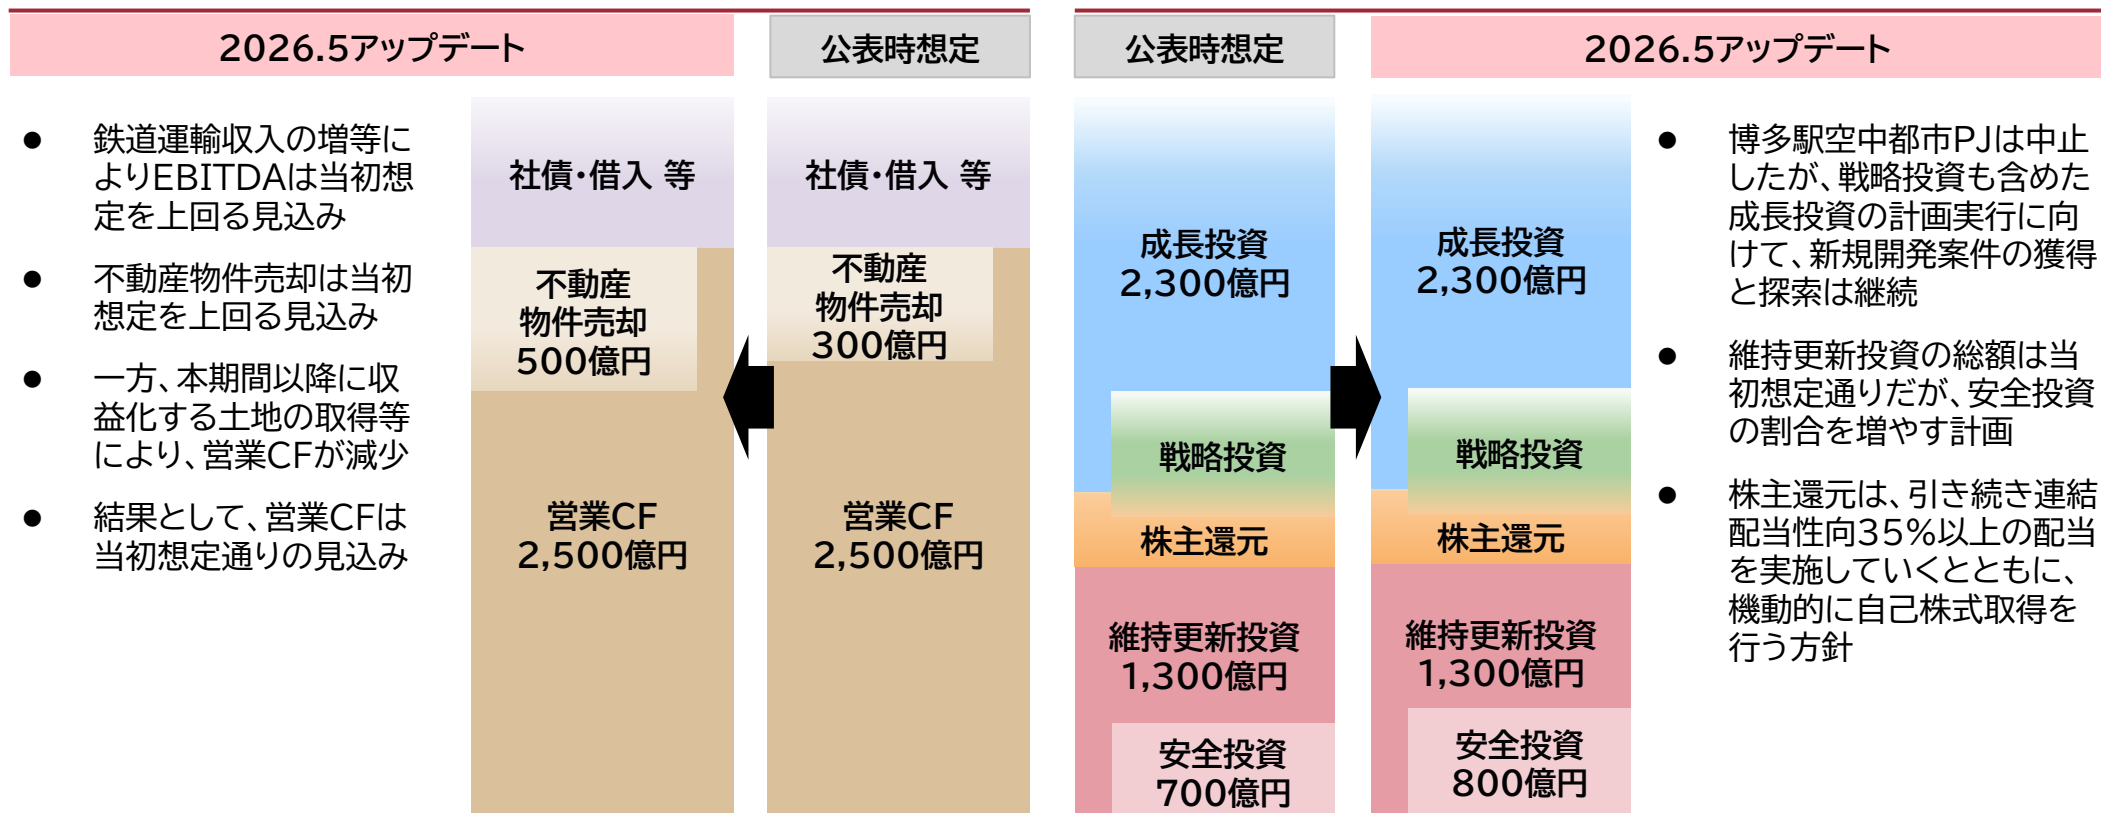 2026.5アップデート
● 鉄道運輸収入の増等に
よりEBITDAは当初想
定を上回る見込み
● 不動産物件売却は当初
想定を上回る見込み
● 一方、本期間以降に収
益化する土地の取得等
により、営業CFが減少
● 結果として、営業CFは
当初想定通りの見込み
社債・借入 等
不動産
物件売却
500億円
営業CF
2,500億円
公表時想定
社債・借入 等
不動産
物件売却
300億円
営業CF
2,500億円
公表時想定
成長投資
2,300億円
戦略投資
株主還元
維持更新投資
1,300億円
安全投資
700億円
2026.5アップデート
成長投資
2,300億円
戦略投資
株主還元
維持更新投資
1,300億円
安全投資
800億円
● 博多駅空中都市PJは中止
したが、戦略投資も含めた
成長投資の計画実行に向
けて、新規開発案件の獲得
と探索は継続
● 維持更新投資の総額は当
初想定通りだが、安全投資
の割合を増やす計画
● 株主還元は、引き続き連結
配当性向35%以上の配当
を実施していくとともに、
機動的に自己株式取得を
行う方針